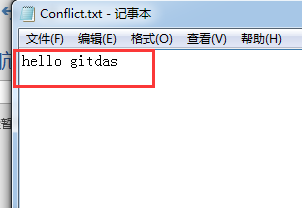 Conflict.txt - 记事本
文件(F) 编辑(E) 格式(O) 查看(V) 帮助(H)
hello gitdas